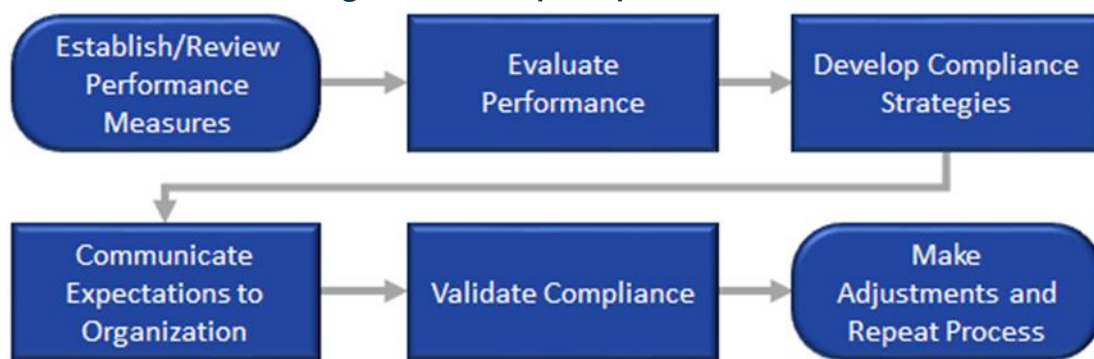 Establish/Review
Performance
Measures
Evaluate
Performance
Develop Compliance
Strategies
Communicate
Expectations to
Organization
Validate Compliance
Make
Adjustments and
Repeat Process